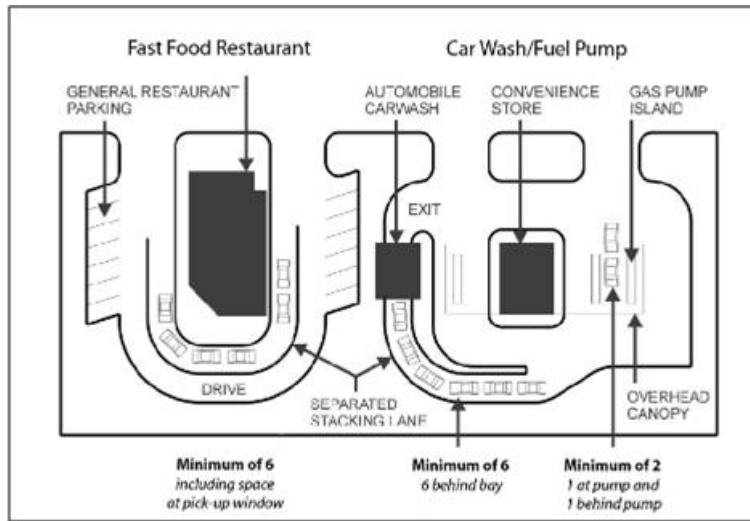 Fast Food Restaurant
Car Wash/Fuel Pump
GENERAL RESTAURANT
PARKING
AUTOMOBILE
CARWASH
CONVENIENCE
STORE
GAS PUMP
ISLAND
EXIT
DRIVE
SEPARATED
STACKING LANE
OVERHEAD
CANOPY
Minimum of 6
including space
at pick-up window
Minimum of 6
6 behind bay
Minimum of 2
1 at pump and
1 behind pump